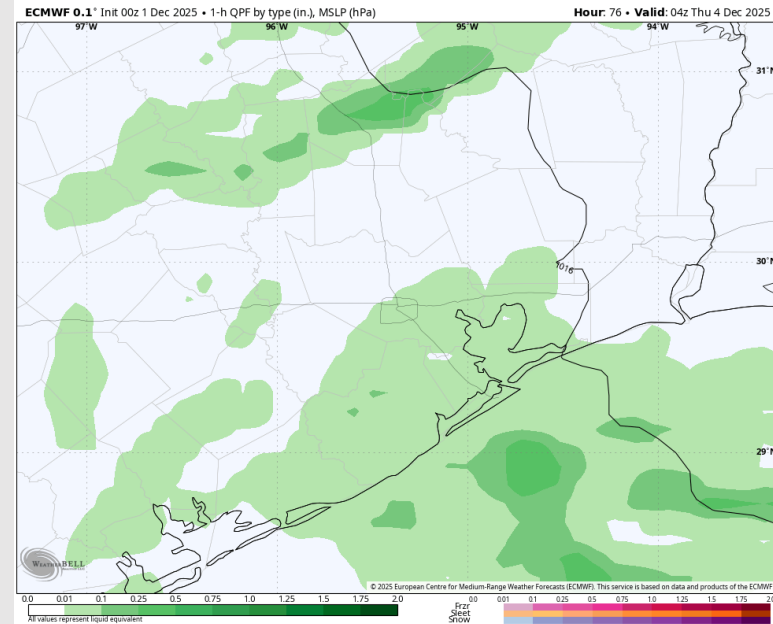 ECMWF 0.1° Init 00z 1 Dec 2025 • 1-h QPF by type (in.), MSLP (hPa)
Hour: 76 • Valid: 04z Thu 4 Dec 2025
97°W 96°W 95°W 94°W
31°N
30°N
1016
29°N
WEATHERBELL
© 2025 European Centre for Medium-Range Weather Forecasts (ECMWF). This service is based on data and products of the ECMWF
0.0 0.01 0.1 0.25 0.5 0.75 1.0 1.25 1.5 1.75 2.0
All values represent liquid equivalent
0.0 0.01 0.1 0.25 0.5 0.75 1.0 1.25 1.5 1.75 2.0
Frzr
Sleet
Snow